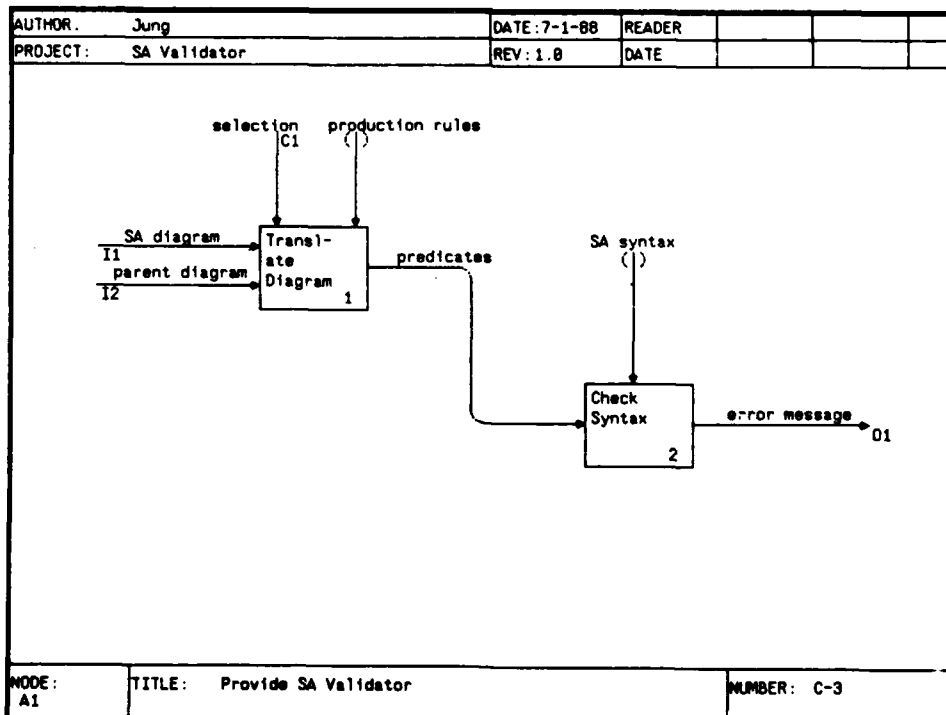 AUTHOR. Jung DATE:7-1-88 READER
PROJECT: SA Validator REV:1.0 DATE
selection production rules
C1 ( )
SA diagram
I1
parent diagram
I2
Transl-
ate
Diagram
1
predicates
SA syntax
( )
Check
Syntax
2
error message
O1
NODE: TITLE: Provide SA Validator NUMBER: C-3
A1